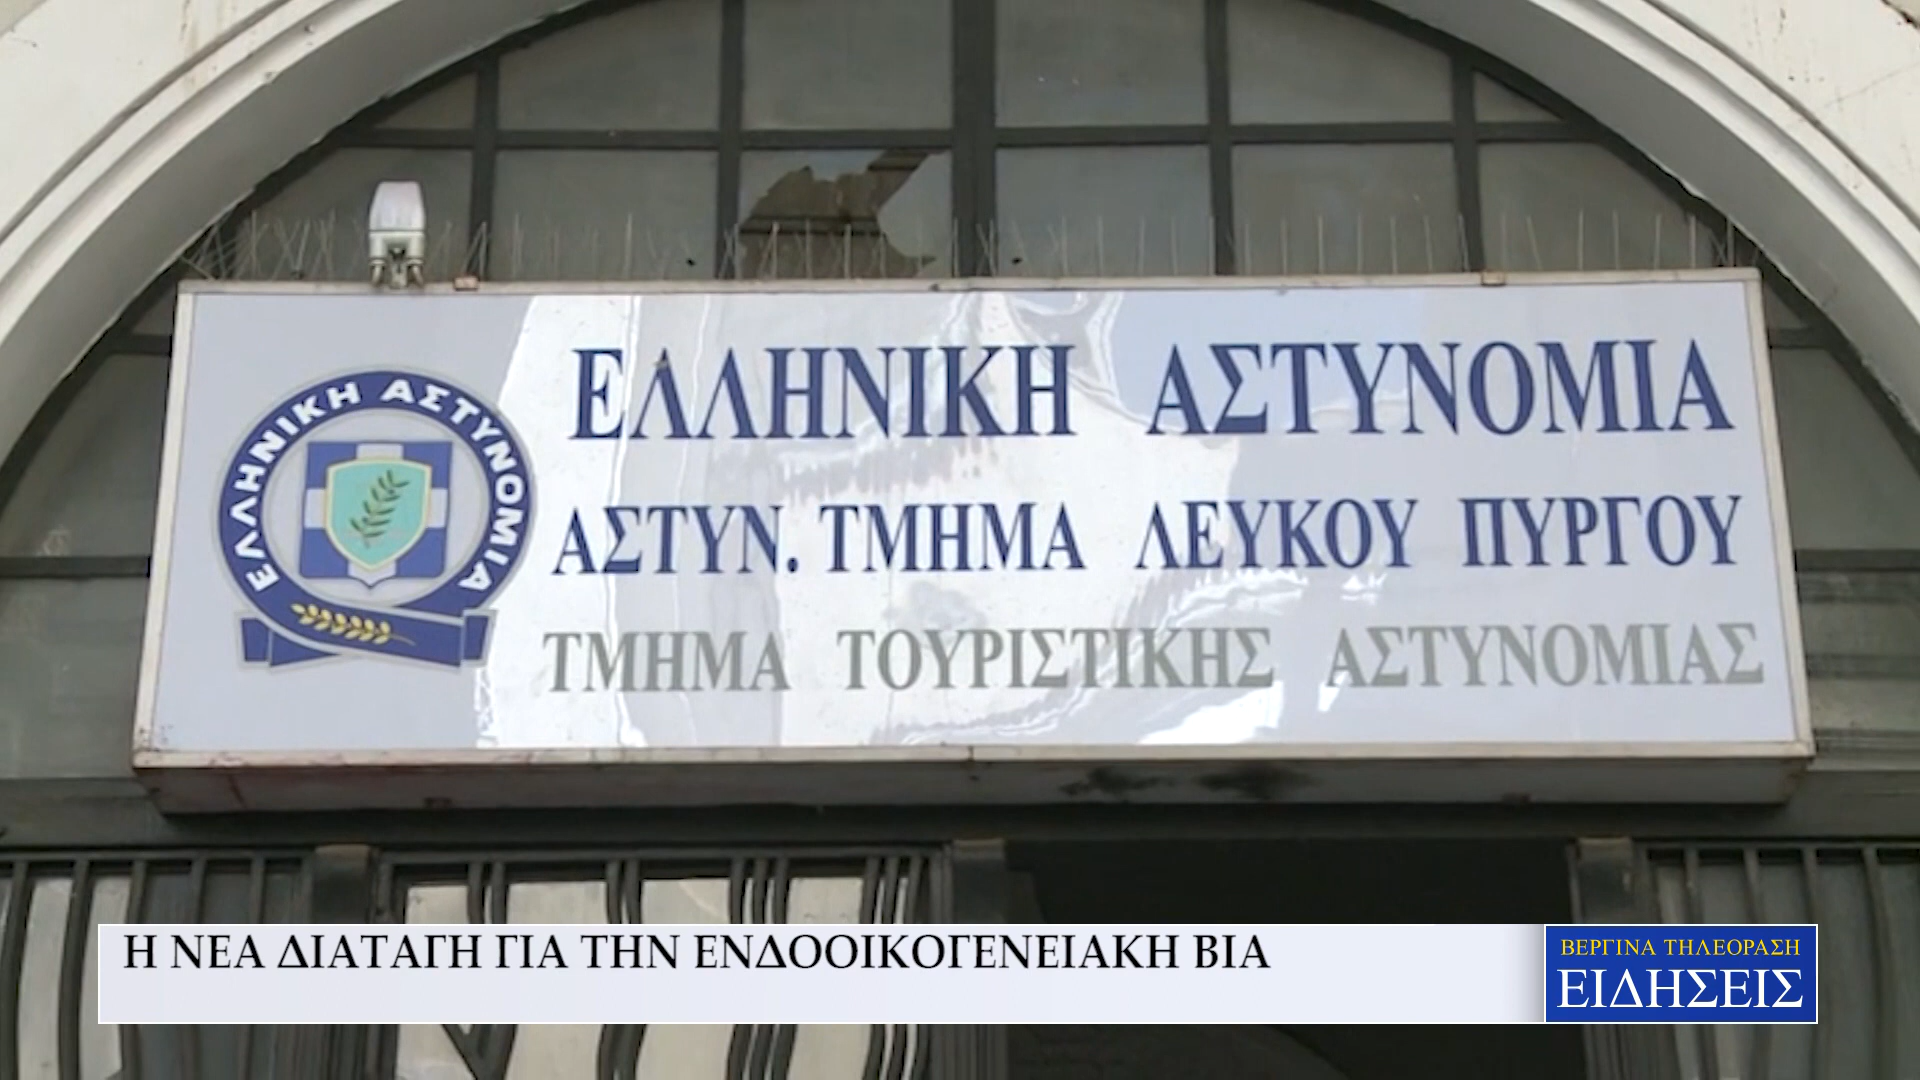 ΕΛΛΗΝΙΚΗ ΑΣΤΥΝΟΜΙΑ
ΕΛΛΗΝΙΚΗ ΑΣΤΥΝΟΜΙΑ
ΑΣΤΥΝ. ΤΜΗΜΑ ΛΕΥΚΟΥ ΠΥΡΓΟΥ
ΤΜΗΜΑ ΤΟΥΡΙΣΤΙΚΗΣ ΑΣΤΥΝΟΜΙΑΣ
Η ΝΕΑ ΔΙΑΤΑΓΗ ΓΙΑ ΤΗΝ ΕΝΔΟΟΙΚΟΓΕΝΕΙΑΚΗ ΒΙΑ
ΒΕΡΓΙΝΑ ΤΗΛΕΟΡΑΣΗ
ΕΙΔΗΣΕΙΣ